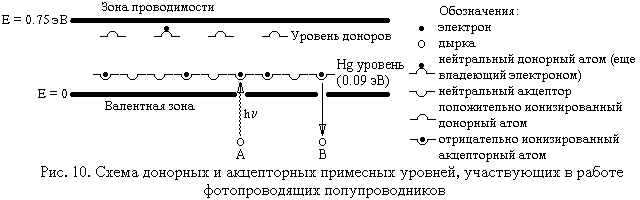 Зона проводимости
E = 0.75 эВ
Уровень доноров
Hg уровень
(0.09 эВ)
E = 0
Валентная зона
hν
A
B
Обозначения:
электрон
дырка
нейтральный донорный атом (еще
владеющий электроном)
нейтральный акцептор
положительно ионизированный
донорный атом
отрицательно ионизированный
акцепторный атом
Рис. 10. Схема донорных и акцепторных примесных уровней, участвующих в работе
фотопроводящих полупроводников